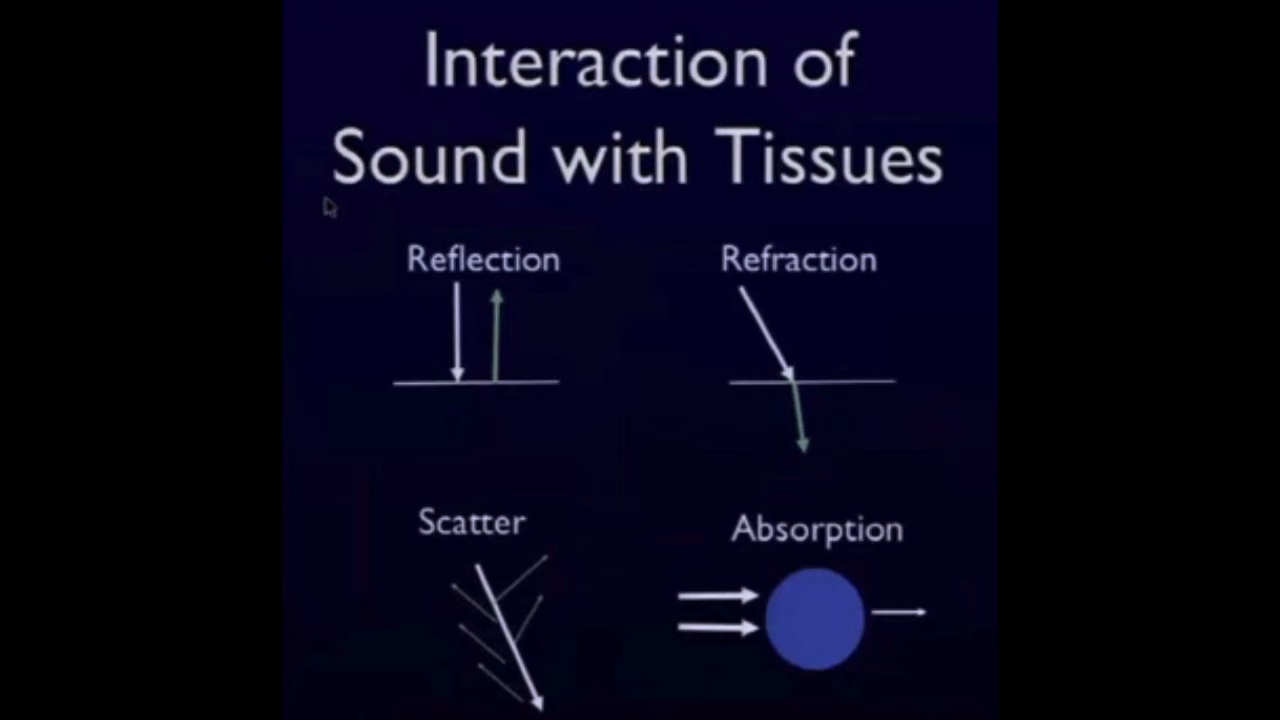 Interaction of
Sound with Tissues
Reflection
Refraction
Scatter
Absorption